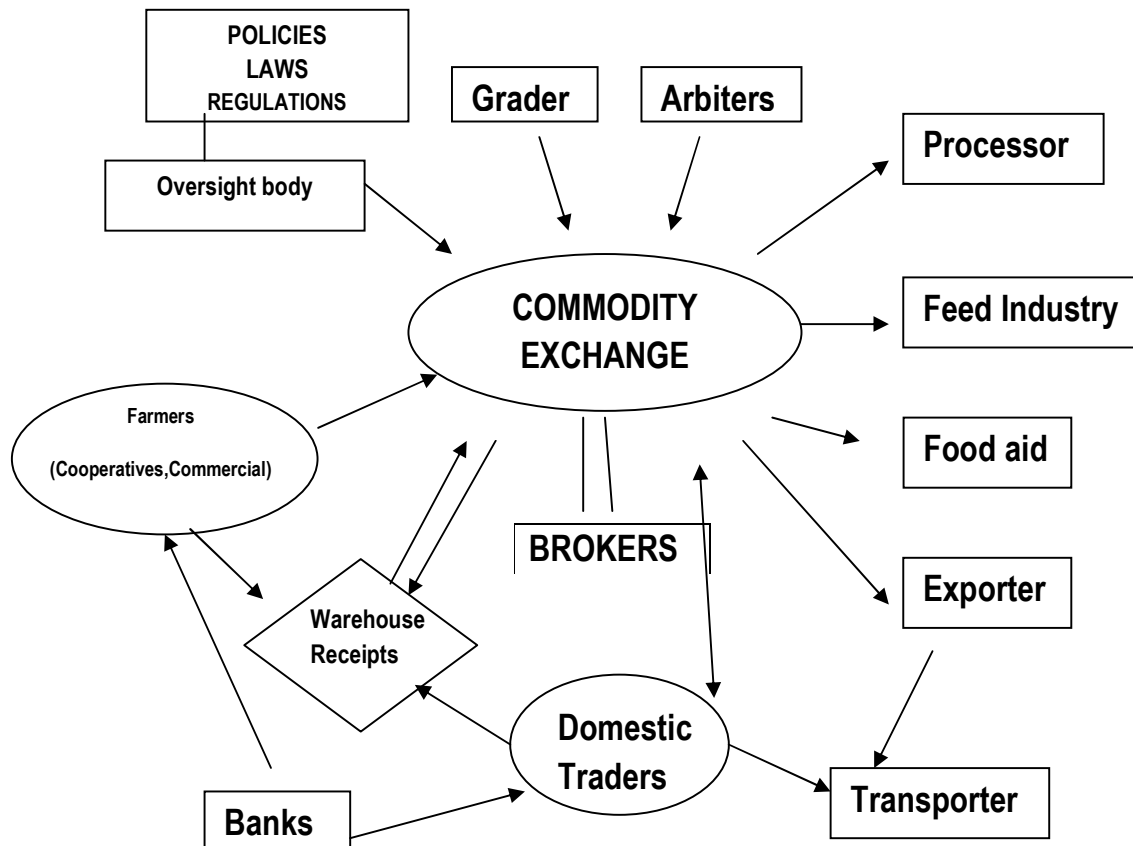 POLICIES
LAWS
REGULATIONS
Oversight body
Grader
Arbiters
Processor
COMMODITY
EXCHANGE
Feed Industry
Farmers
(Cooperatives,Commercial)
Food aid
BROKERS
Exporter
Warehouse
Receipts
Domestic
Traders
Transporter
Banks